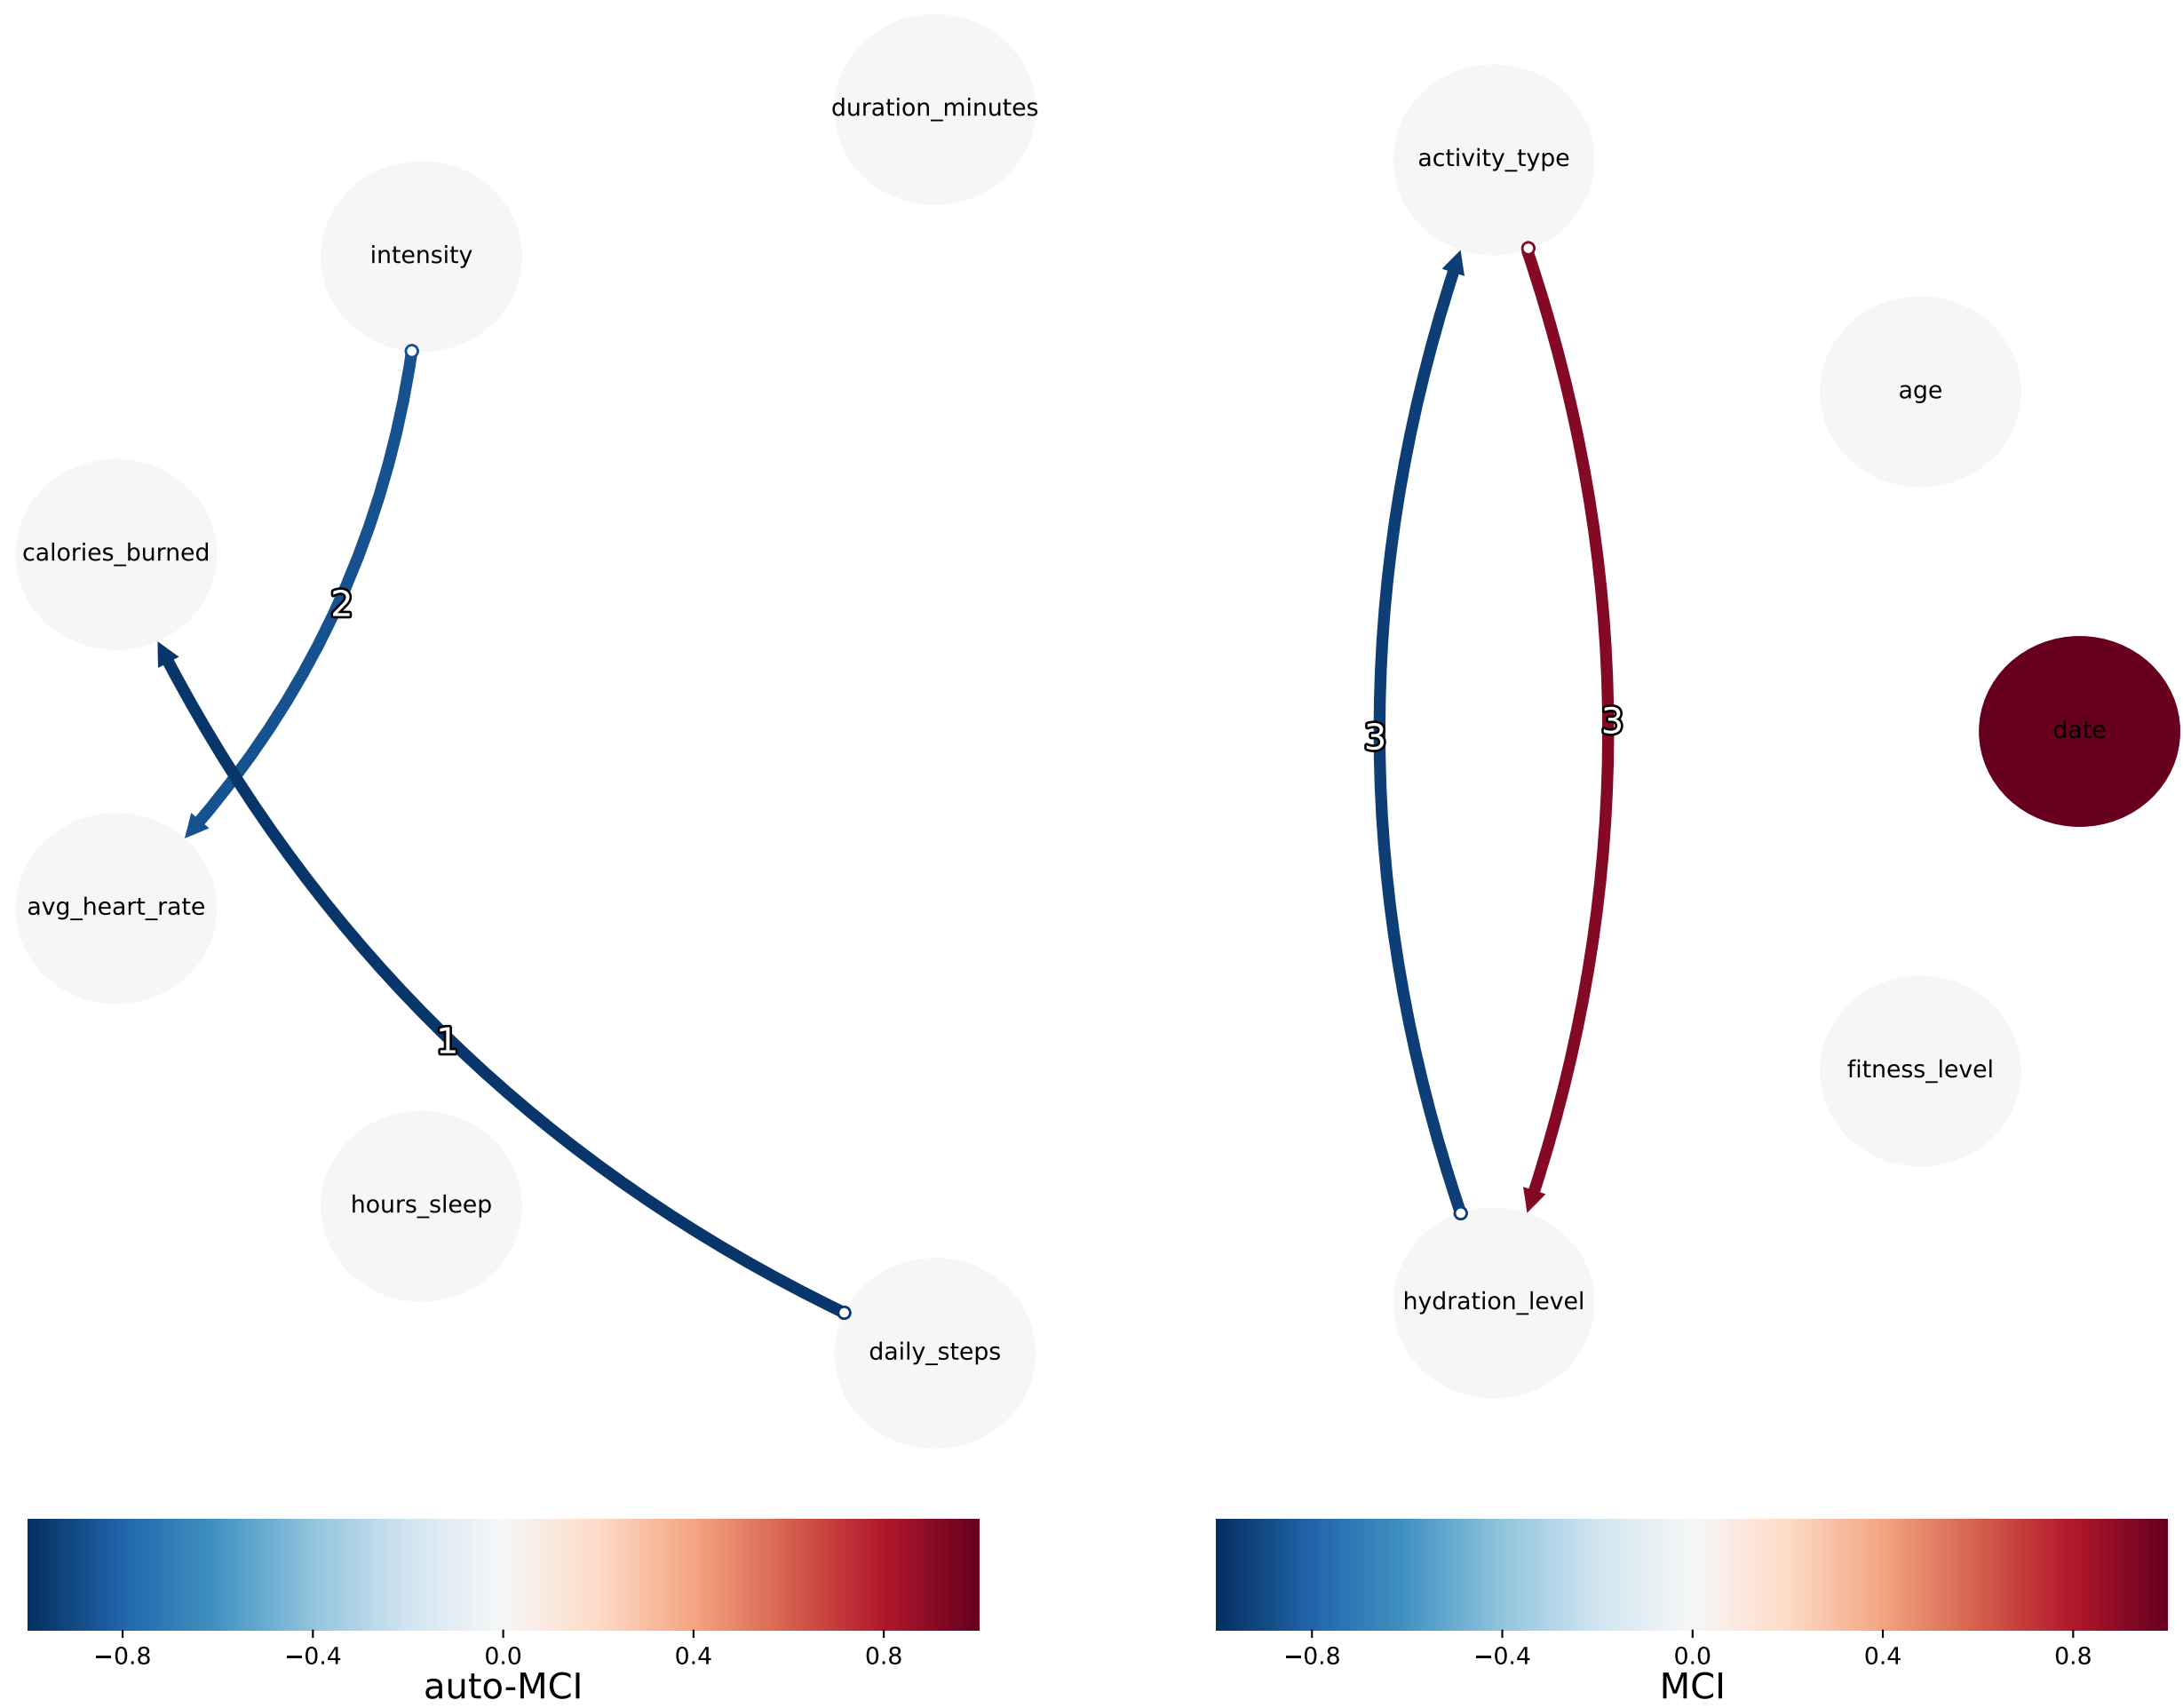 duration_minutes
activity_type
intensity
age
calories_burned
2
3
3
date
avg_heart_rate
1
fitness_level
hours_sleep
hydration_level
daily_steps
−0.8 −0.4 0.0 0.4 0.8
auto-MCI
−0.8 −0.4 0.0 0.4 0.8
MCI